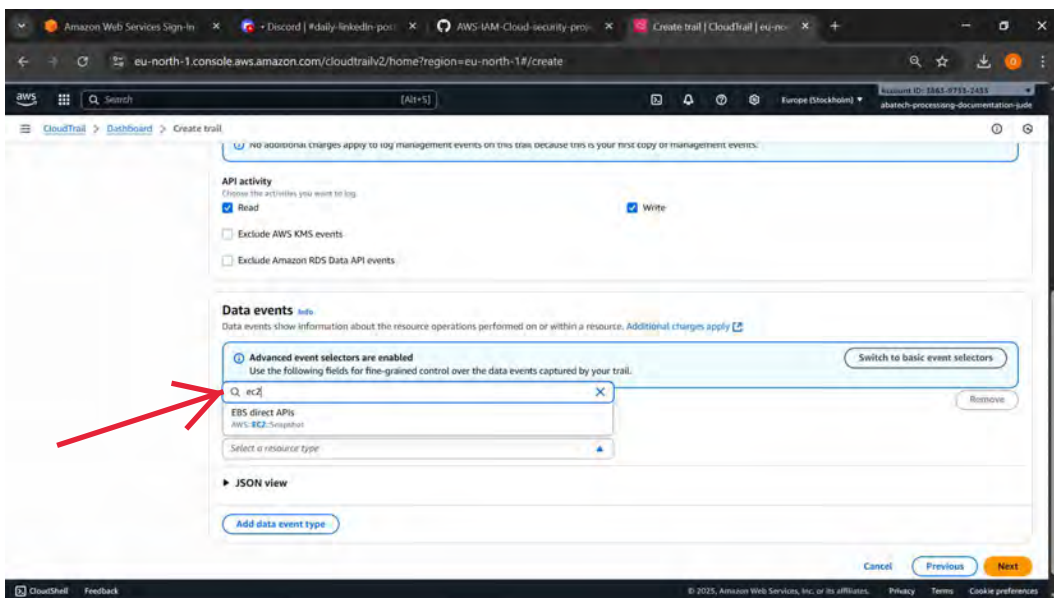 Amazon Web Services Sign-In
• Discord | #daily-linkedin-pos
AWS-IAM-Cloud-security-proj
Create trail | CloudTrail | eu-no
eu-north-1.console.aws.amazon.com/cloudtrailv2/home?region=eu-north-1#/create
aws
Search
[Alt+S]
Europe (Stockholm)
Account ID:
abatech-processiong-documentation-jude
CloudTrail > Dashboard > Create trail
No additional charges apply to log management events on this trail because this is your first copy of management events.
API activity
Choose the activities you want to log.
Read
Write
Exclude AWS KMS events
Exclude Amazon RDS Data API events
Data events Info
Data events show information about the resource operations performed on or within a resource. Additional charges apply
Advanced event selectors are enabled
Use the following fields for fine-grained control over the data events captured by your trail.
Switch to basic event selectors
ec2
Remove
EBS direct APIs
AWS::EC2::Snapshot
Select a resource type
JSON view
Add data event type
Cancel
Previous
Next
CloudShell
Feedback
© 2025, Amazon Web Services, Inc. or its affiliates.
Privacy
Terms
Cookie preferences